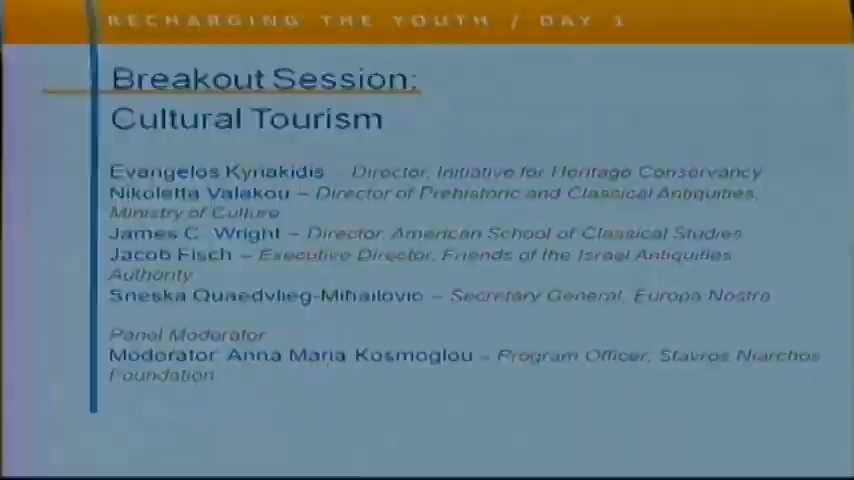 RECHARGING THE YOUTH / DAY 1
Breakout Session:
Cultural Tourism
Evangelos Kyriakidis – Director, Initiative for Heritage Conservancy
Nikoletta Valakou – Director of Prehistoric and Classical Antiquities,
Ministry of Culture
James C. Wright – Director, American School of Classical Studies
Jacob Fisch – Executive Director, Friends of the Israel Antiquities
Authority
Sneska Quaedvlieg-Mihailovic – Secretary General, Europa Nostra
Panel Moderator
Moderator: Anna Maria Kosmoglou – Program Officer, Stavros Niarchos
Foundation